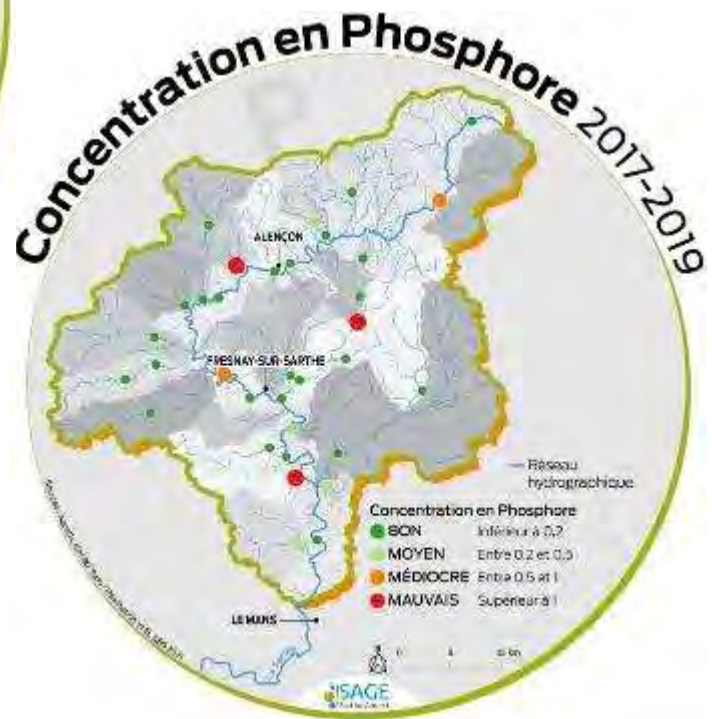 Concentration en Phosphore 2017-2019
ALENÇON
FRESNAY-SUR-SARTHE
Réseau
hydrographique
Concentration en Phosphore
BON Inférieur à 0.2
MOYEN Entre 0.2 et 0.5
MÉDIOCRE Entre 0.5 et 1
MAUVAIS Supérieur à 1
LE MANS
SAGE